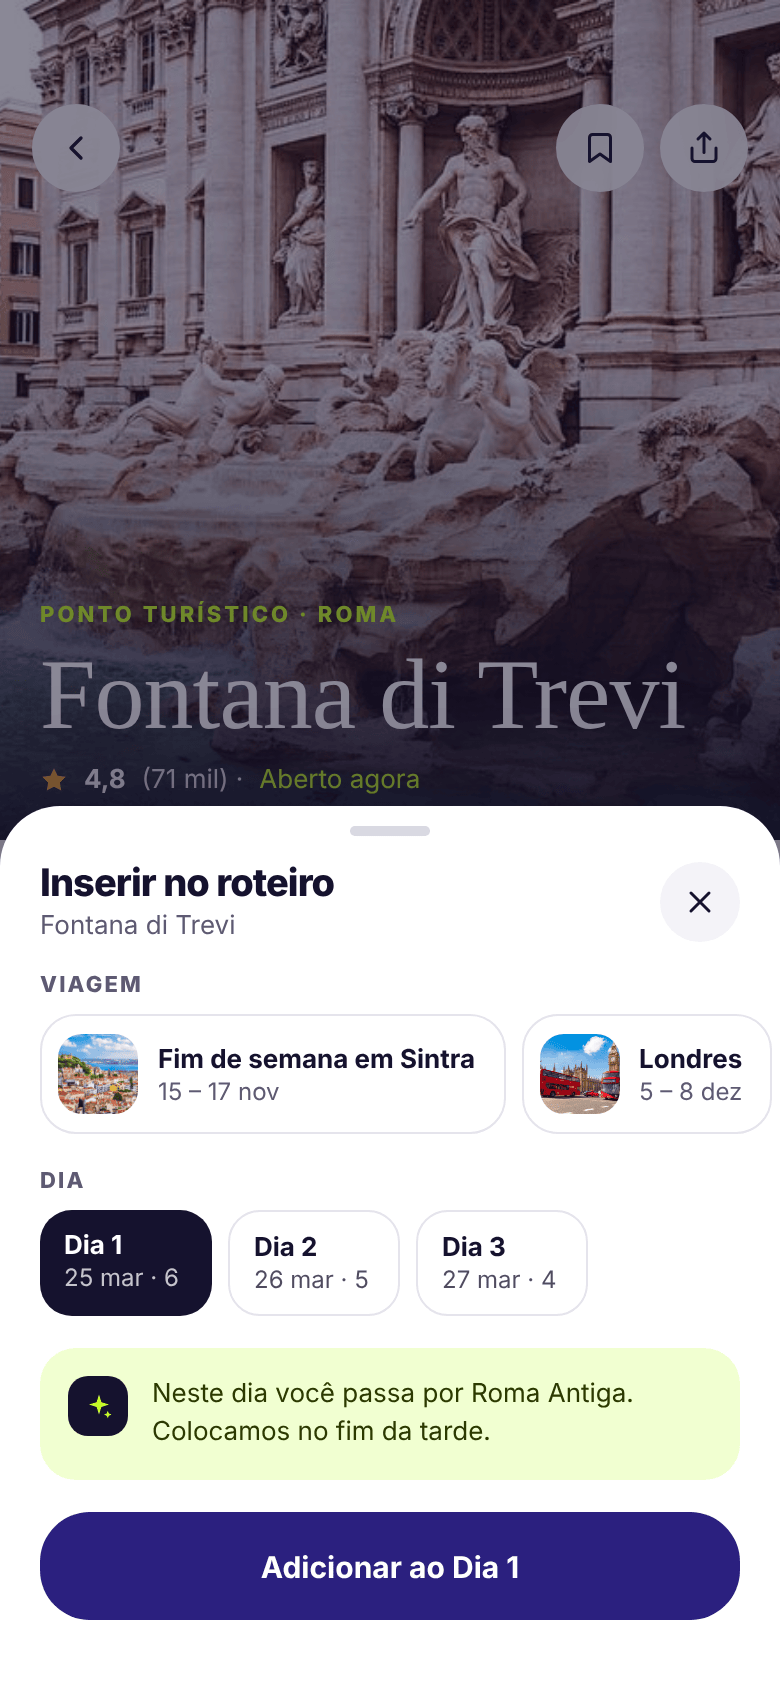 PONTO TURÍSTICO · ROMA
Fontana di Trevi
4,8 (71 mil) · Aberto agora
Inserir no roteiro
Fontana di Trevi
VIAGEM
Fim de semana em Sintra
15 – 17 nov
Londres
5 – 8 dez
DIA
Dia 1
25 mar · 6
Dia 2
26 mar · 5
Dia 3
27 mar · 4
Neste dia você passa por Roma Antiga.
Colocamos no fim da tarde.
Adicionar ao Dia 1